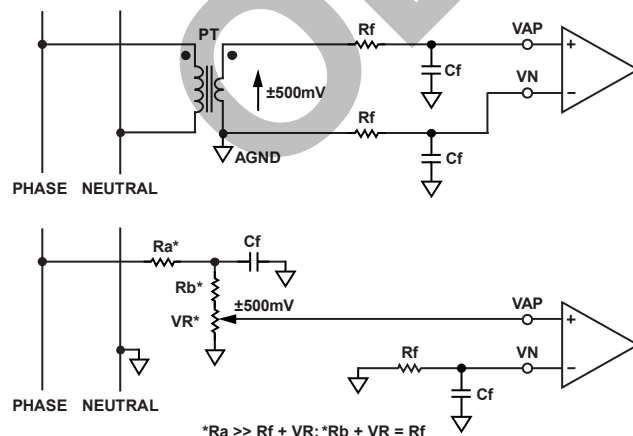 PT
Rf
VAP
Cf
VN
±500mV
Rf
AGND
Cf
PHASE
NEUTRAL
Ra*
Cf
Rb*
±500mV
VR*
VAP
Rf
VN
Cf
PHASE
NEUTRAL
*Ra >> Rf + VR; *Rb + VR = Rf